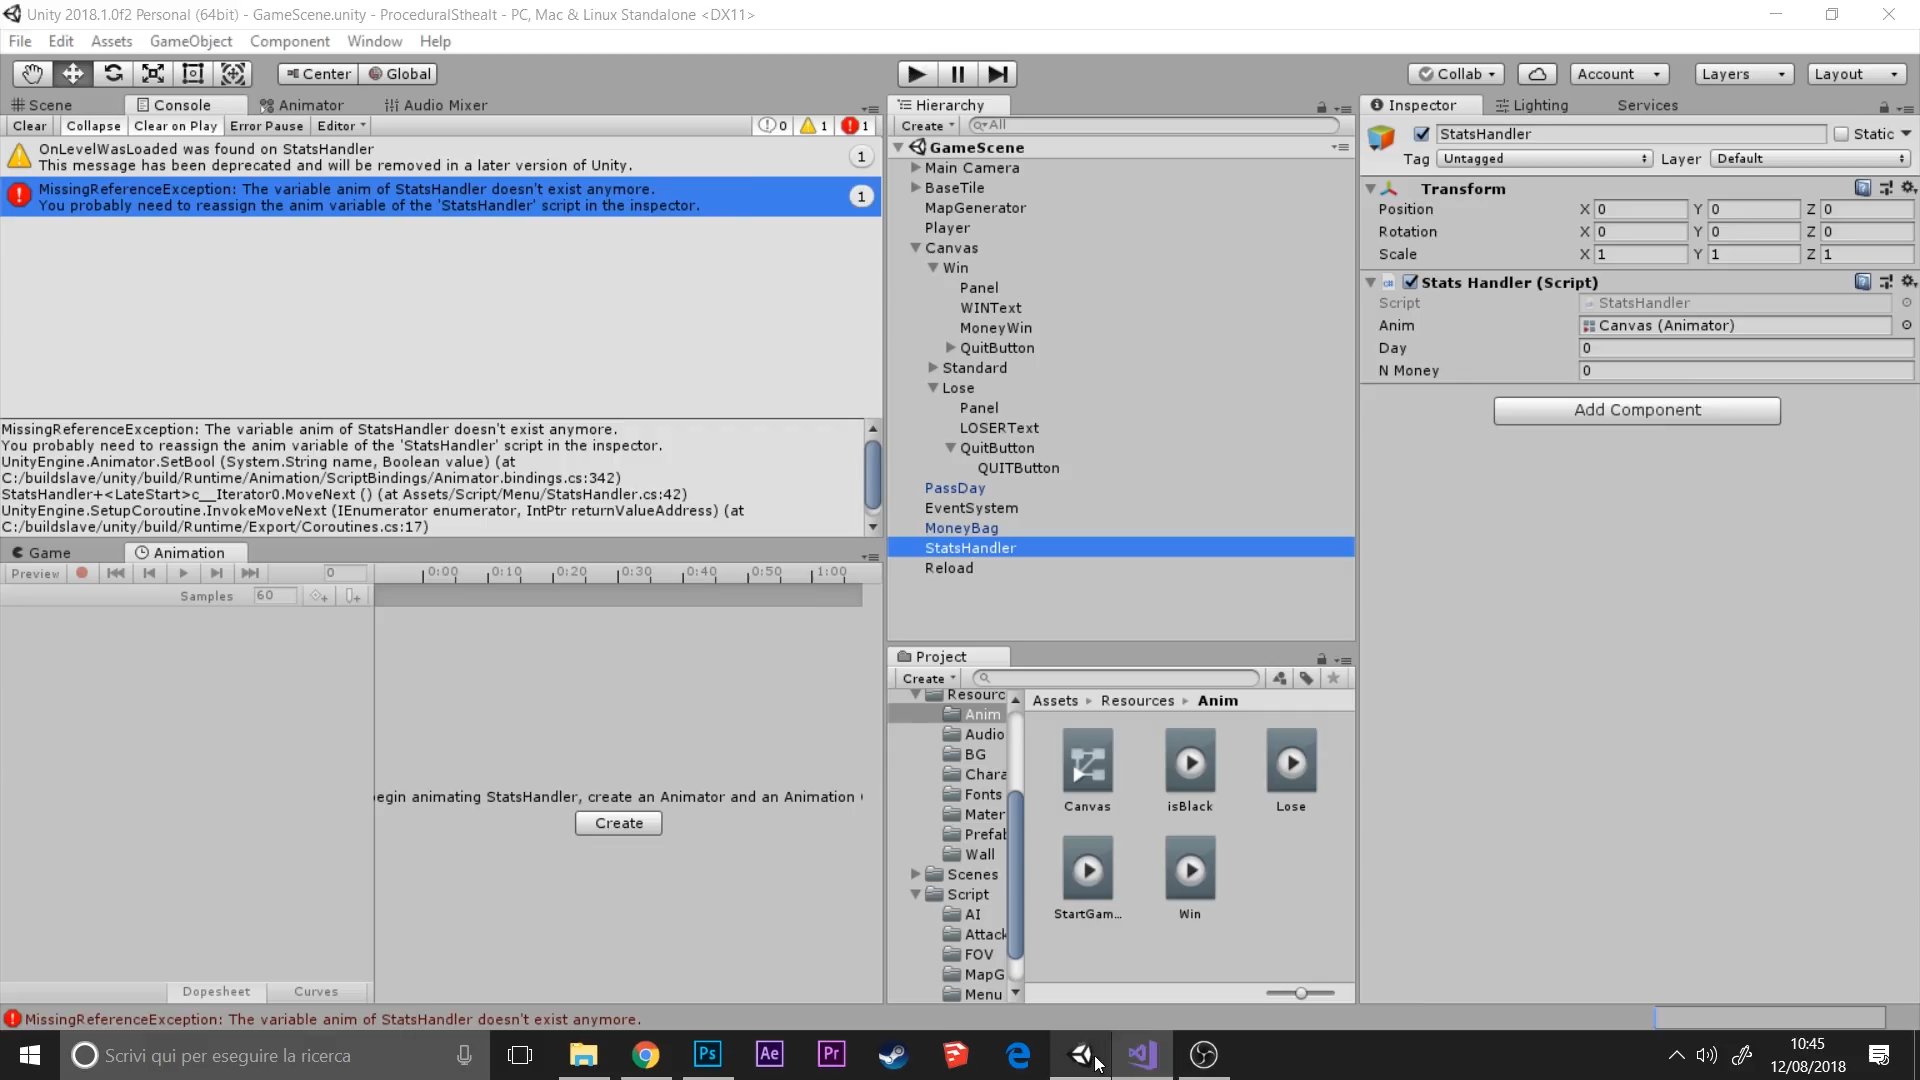 Unity 2018.1.0f2 Personal (64bit) - GameScene.unity - ProceduralSthealt - PC, Mac & Linux Standalone <DX11>
File Edit Assets GameObject Component Window Help
Center Global
Collab Account Layers Layout
Scene Console Animator Audio Mixer
Clear Collapse Clear on Play Error Pause Editor 0 1 1
OnLevelWasLoaded was found on StatsHandler
This message has been deprecated and will be removed in a later version of Unity.
1
MissingReferenceException: The variable anim of StatsHandler doesn't exist anymore.
You probably need to reassign the anim variable of the 'StatsHandler' script in the inspector.
1
MissingReferenceException: The variable anim of StatsHandler doesn't exist anymore.
You probably need to reassign the anim variable of the 'StatsHandler' script in the inspector.
UnityEngine.Animator.SetBool (System.String name, Boolean value) (at
C:/buildslave/unity/build/Runtime/Animation/ScriptBindings/Animator.bindings.cs:342)
StatsHandler+<LateStart>c__Iterator0.MoveNext () (at Assets/Script/Menu/StatsHandler.cs:42)
UnityEngine.SetupCoroutine.InvokeMoveNext (IEnumerator enumerator, IntPtr returnValueAddress) (at
C:/buildslave/unity/build/Runtime/Export/Coroutines.cs:17)
Game Animation
Preview 0 0:00 0:10 0:20 0:30 0:40 0:50 1:00
Samples 60
egin animating StatsHandler, create an Animator and an Animation
Create
Dopesheet Curves
Hierarchy
Create All
GameScene
Main Camera
BaseTile
MapGenerator
Player
Canvas
Win
Panel
WINText
MoneyWin
QuitButton
Standard
Lose
Panel
LOSERText
QuitButton
QUITButton
PassDay
EventSystem
MoneyBag
StatsHandler
Reload
Project
Create
Resourc
Anim
Audio
BG
Chara
Fonts
Mater
Prefab
Wall
Scenes
Script
AI
Attack
FOV
MapG
Menu
Assets Resources Anim
Canvas isBlack Lose
StartGam... Win
Inspector Lighting Services
StatsHandler Static
Tag Untagged Layer Default
Transform
Position X 0 Y 0 Z 0
Rotation X 0 Y 0 Z 0
Scale X 1 Y 1 Z 1
Stats Handler (Script)
Script StatsHandler
Anim Canvas (Animator)
Day 0
N Money 0
Add Component
MissingReferenceException: The variable anim of StatsHandler doesn't exist anymore.
Scrivi qui per eseguire la ricerca
Ps Ae Pr
10:45
12/08/2018